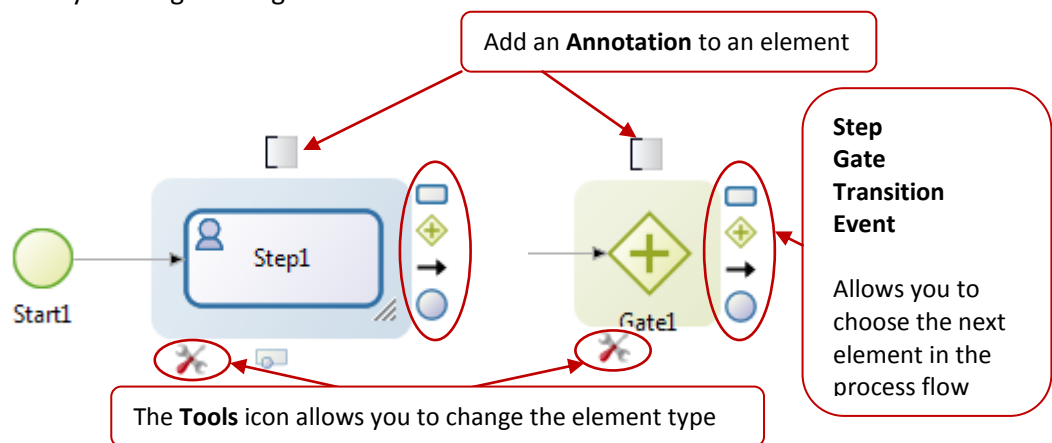 Add an Annotation to an element
Step
Gate
Transition
Event
Allows you to
choose the next
element in the
process flow
Step1
Start1
Gate1
The Tools icon allows you to change the element type